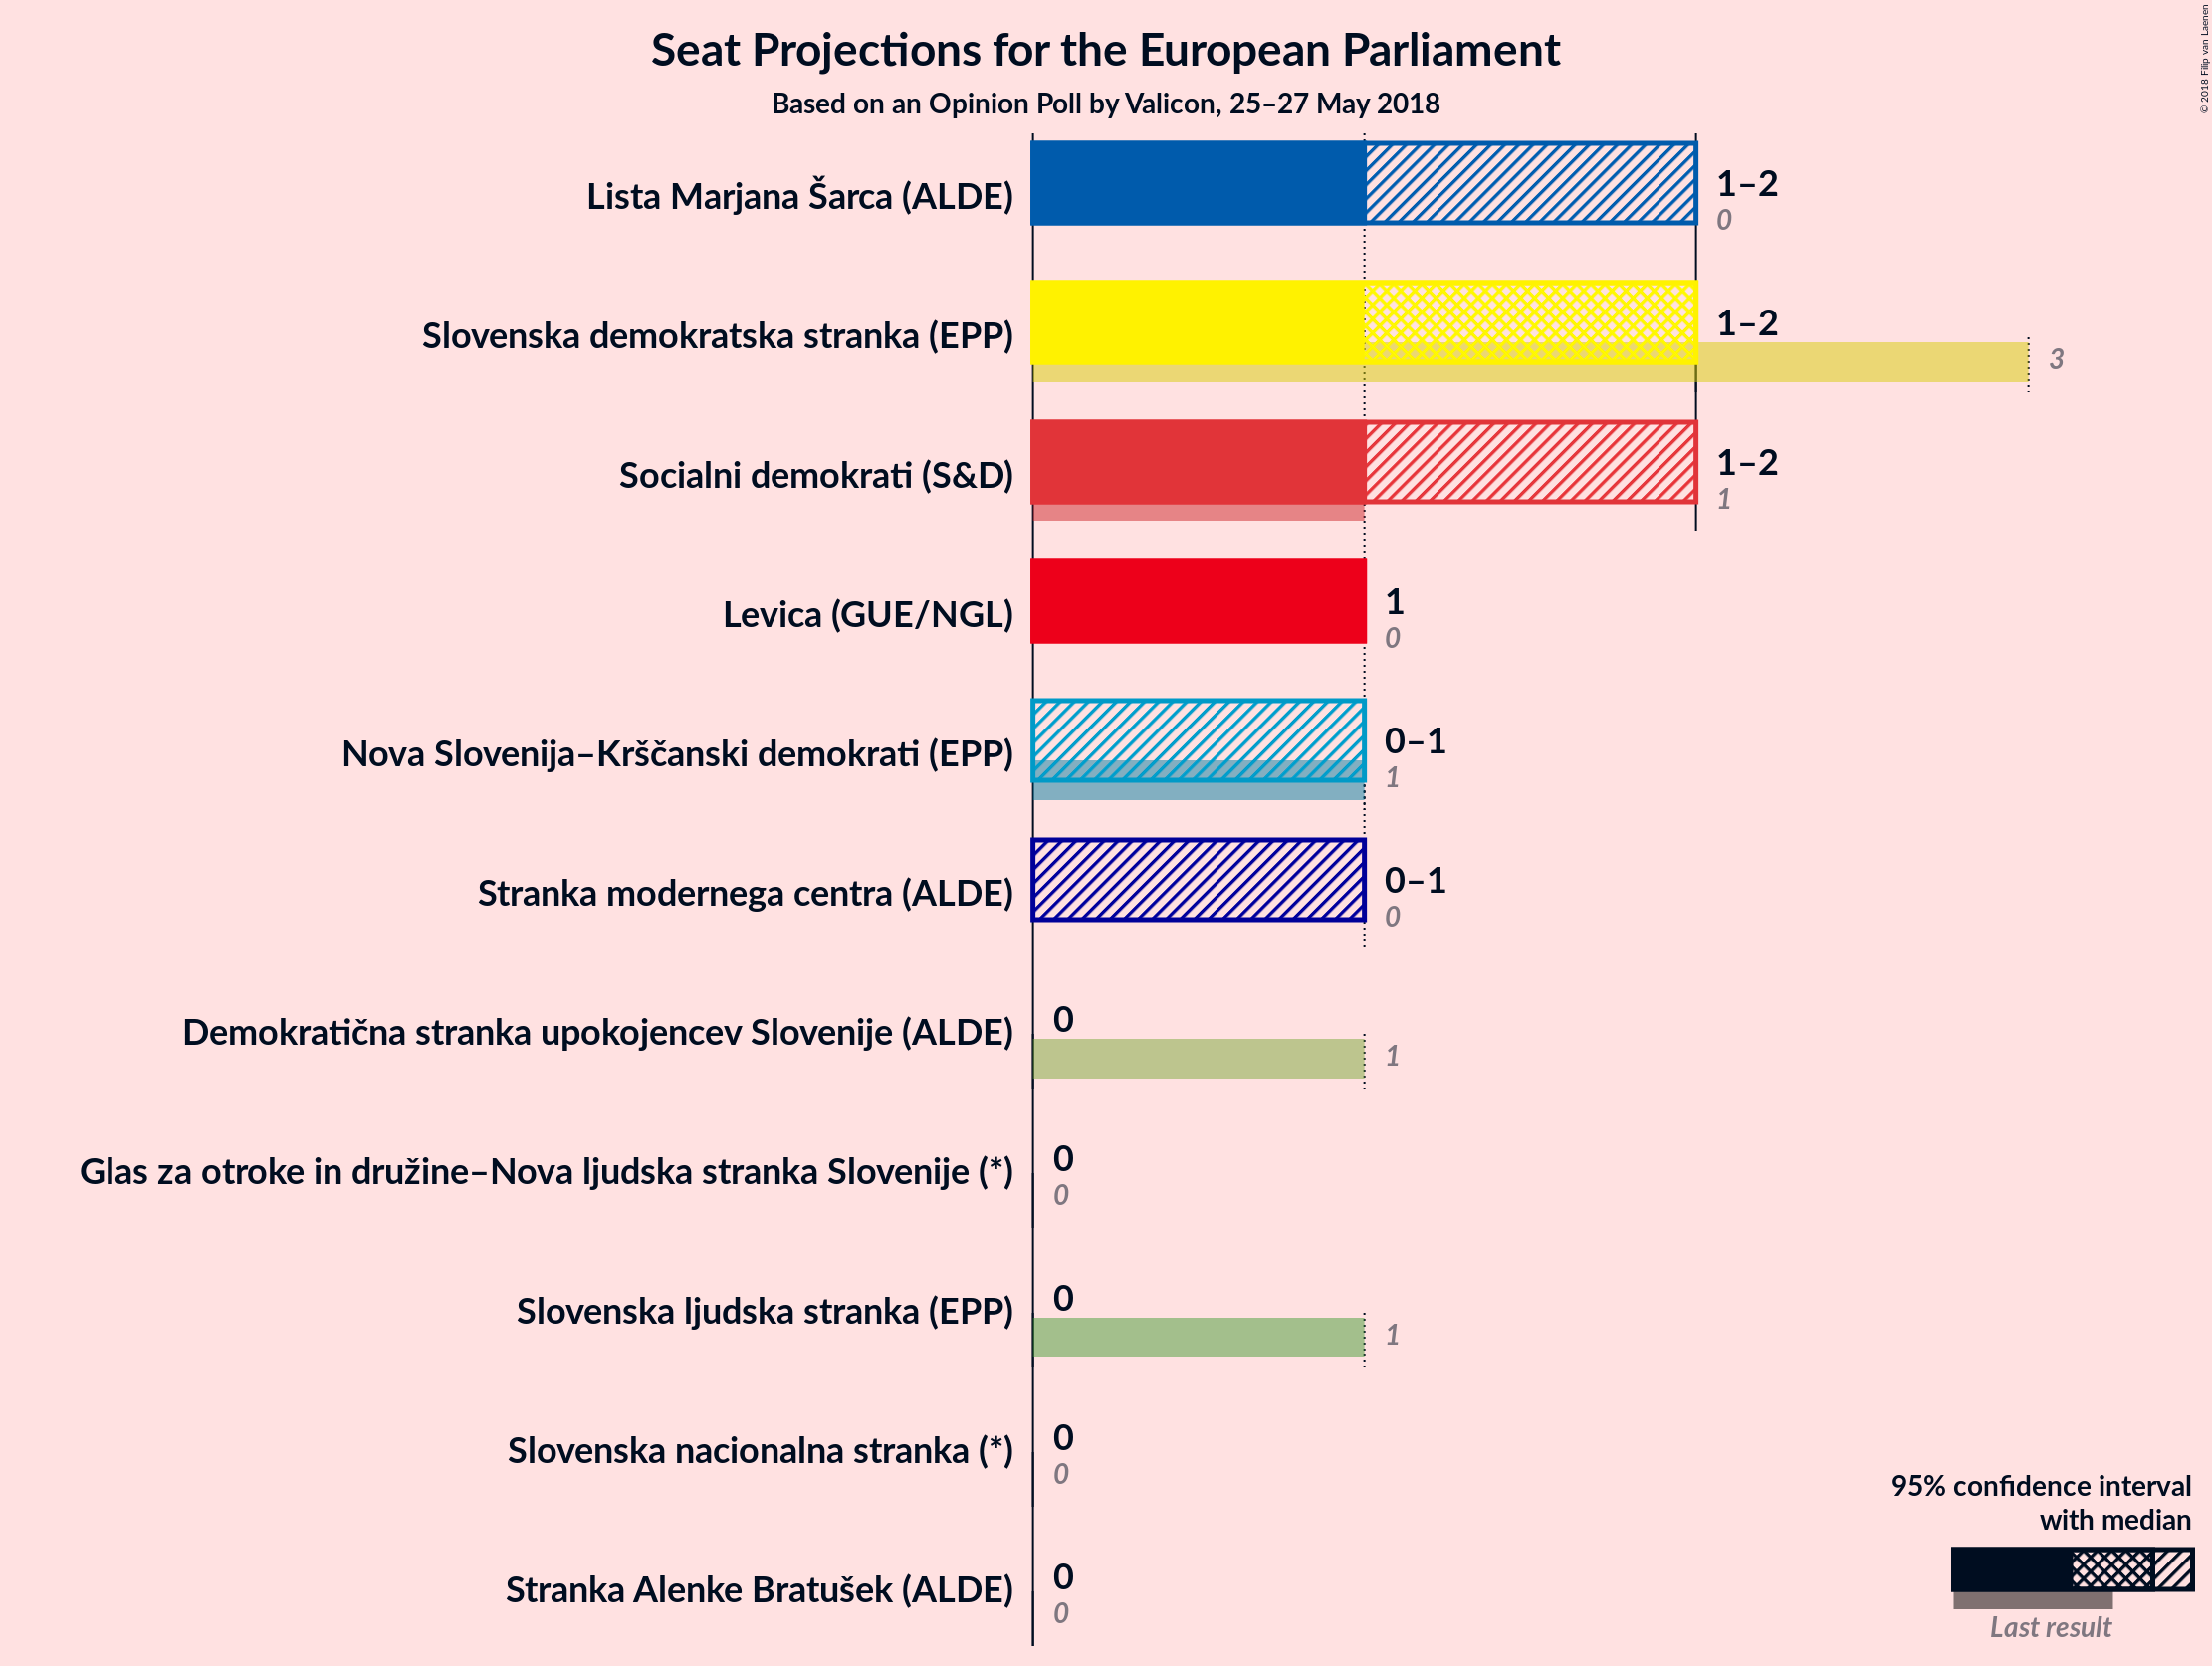 Seat Projections for the European Parliament
Based on an Opinion Poll by Valicon, 25–27 May 2018
© 2018 Filip van Laenen
Lista Marjana Šarca (ALDE)
1–2
0
Slovenska demokratska stranka (EPP)
1–2
3
Socialni demokrati (S&D)
1–2
1
Levica (GUE/NGL)
1
0
Nova Slovenija–Krščanski demokrati (EPP)
0–1
1
Stranka modernega centra (ALDE)
0–1
0
Demokratična stranka upokojencev Slovenije (ALDE)
0
1
Glas za otroke in družine–Nova ljudska stranka Slovenije (*)
0
0
Slovenska ljudska stranka (EPP)
0
1
Slovenska nacionalna stranka (*)
0
0
Stranka Alenke Bratušek (ALDE)
0
0
95% confidence interval
with median
Last result